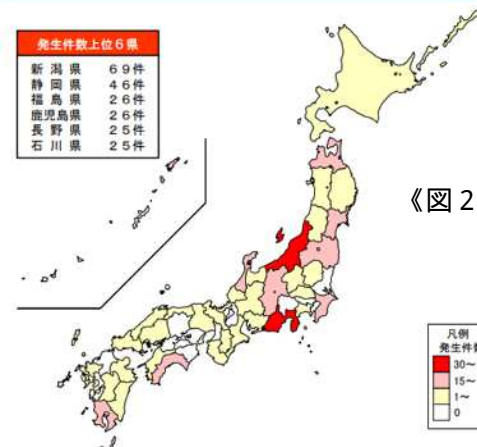 発生件数上位6県
新潟県 69件
静岡県 46件
福島県 26件
鹿児島県 26件
長野県 25件
石川県 25件
《図2
凡例
発生件数
30～
15～
1～
0